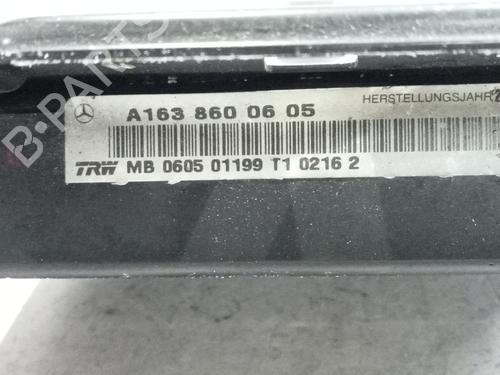 B-PARTS
HERSTELLUNGSJAHR
A163 860 06 05
TRW MB 0605 01199 T1 0216 2